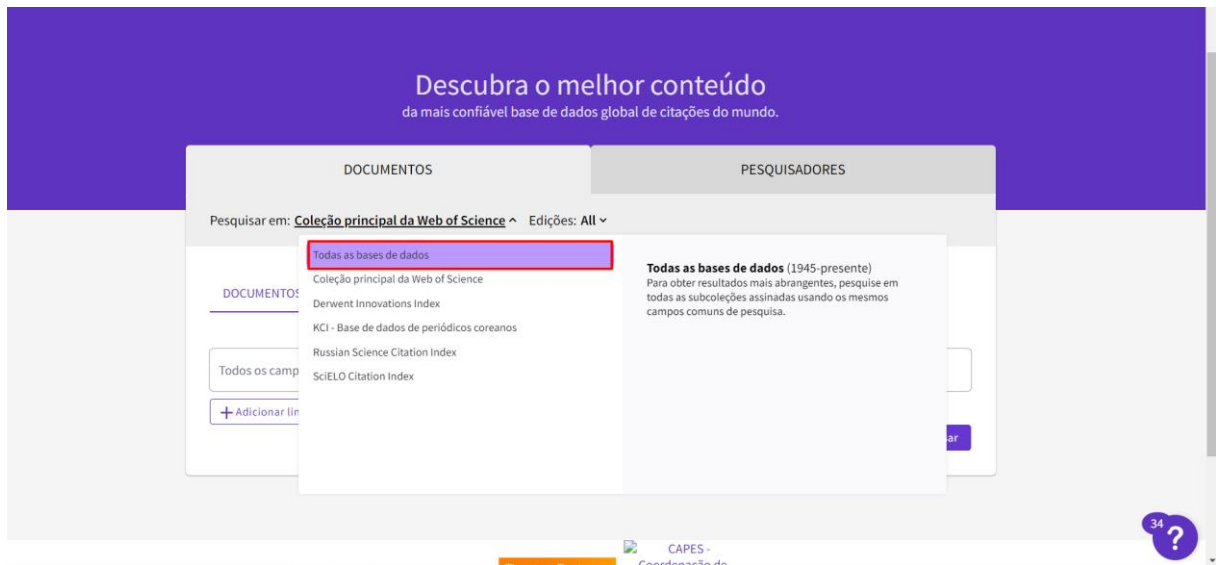 Descubra o melhor conteúdo
da mais confiável base de dados global de citações do mundo.
DOCUMENTOS
PESQUISADORES
Pesquisar em: Coleção principal da Web of Science Edições: All
Todas as bases de dados
Coleção principal da Web of Science
Derwent Innovations Index
KCI - Base de dados de periódicos coreanos
Russian Science Citation Index
SciELO Citation Index
Todas as bases de dados (1945-presente)
Para obter resultados mais abrangentes, pesquise em
todas as subcoleções assinadas usando os mesmos
campos comuns de pesquisa.
DOCUMENTOS
Todos os camp
+ Adicionar lin
ar
34
?
CAPES -
Coordenação de